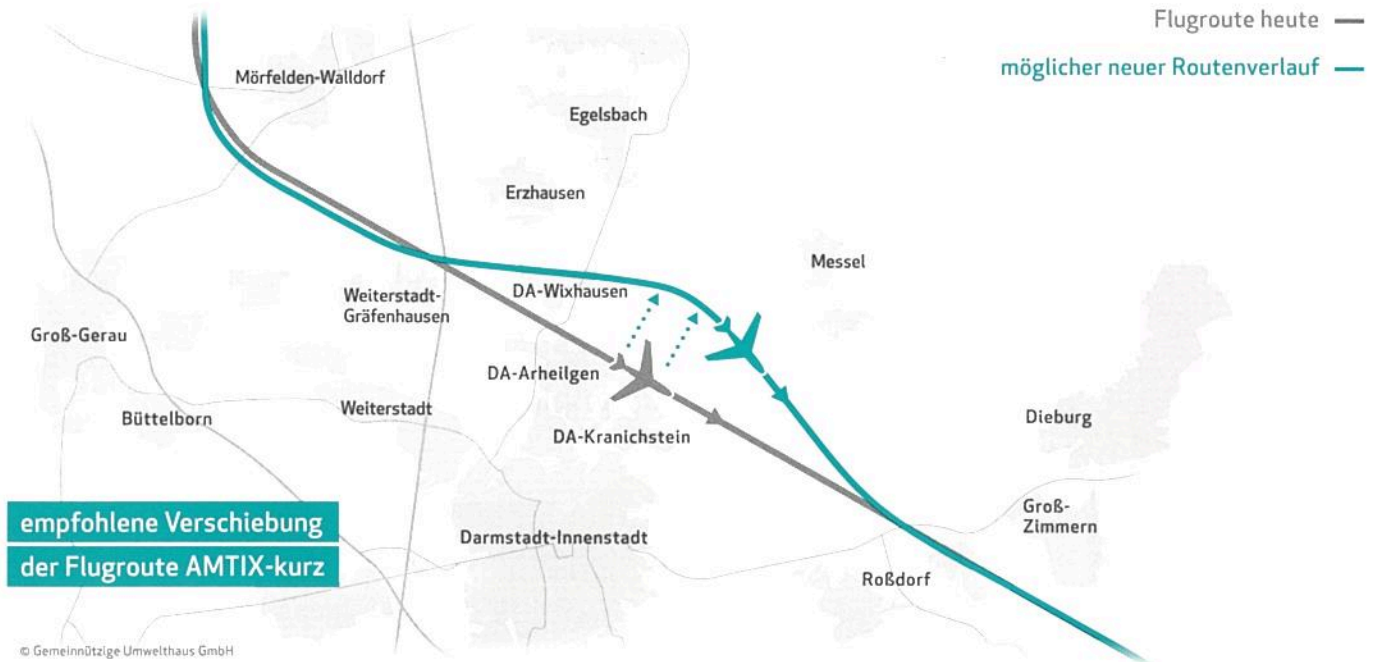 Flugroute heute
möglicher neuer Routenverlauf
Mörfelden-Walldorf
Egelsbach
Erzhausen
Messel
DA-Wixhausen
Weiterstadt-
Gräfenhausen
Groß-Gerau
DA-Arheilgen
Büttelborn
Weiterstadt
Dieburg
DA-Kranichstein
Groß-
Zimmern
empfohlene Verschiebung
der Flugroute AMTIX-kurz
Darmstadt-Innenstadt
Roßdorf
© Gemeinnützige Umwelthaus GmbH